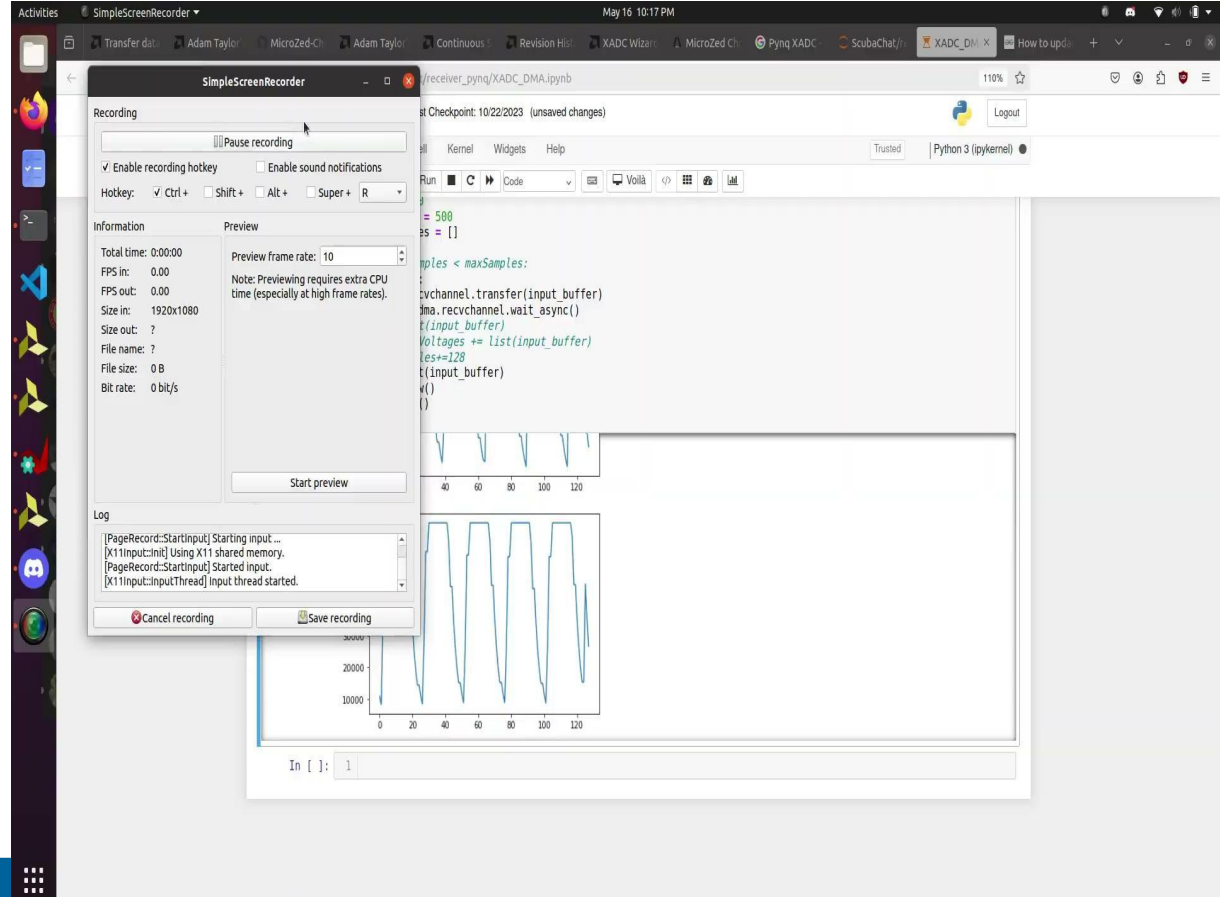 Activities SimpleScreenRecorder May 16 10:17 PM
Transfer data Adam Taylor MicroZed-Ch Adam Taylor Continuous S Revision Hist XADC Wizard MicroZed Ch Pynq XADC - ScubaChat/r XADC_DM How to upda
SimpleScreenRecorder
t/receiver_pynq/XADC_DMA.ipynb 110%
Recording
st Checkpoint: 10/22/2023 (unsaved changes) Logout
Pause recording
ell Kernel Widgets Help Trusted Python 3 (ipykernel)
Enable recording hotkey Enable sound notifications
Run Code Voilà
Hotkey: Ctrl + Shift + Alt + Super + R
= 500
Information Preview
es = []
Total time: 0:00:00
Preview frame rate: 10
FPS in: 0.00
mples < maxSamples:
:
Note: Previewing requires extra CPU
time (especially at high frame rates).
FPS out: 0.00
cvchannel.transfer(input_buffer)
Size in: 1920x1080
dma.recvchannel.wait_async()
Size out: ?
t(input_buffer)
File name: ?
Voltages += list(input_buffer)
les+=128
File size: 0 B
t(input_buffer)
Bit rate: 0 bit/s
w()
()
Start preview
40 60 80 100 120
Log
[PageRecord::StartInput] Starting input ...
[X11Input::Init] Using X11 shared memory.
[PageRecord::StartInput] Started input.
[X11Input::InputThread] Input thread started.
Cancel recording Save recording
30000
20000
10000
0 20 40 60 80 100 120
In [ ]: 1